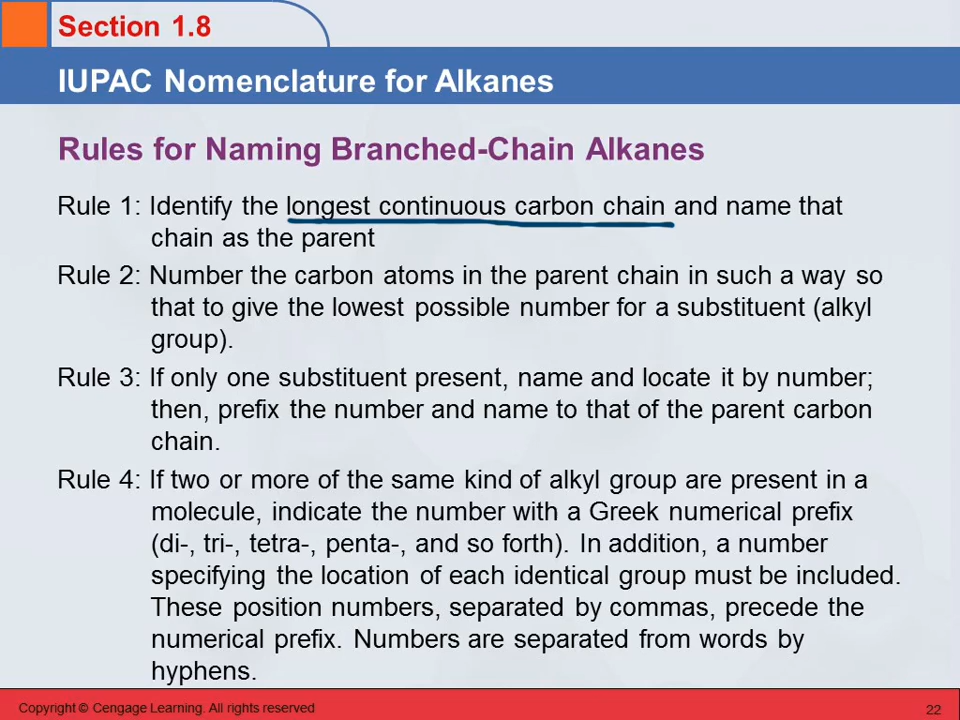 Section 1.8
IUPAC Nomenclature for Alkanes
Rules for Naming Branched-Chain Alkanes
Rule 1: Identify the longest continuous carbon chain and name that
chain as the parent
Rule 2: Number the carbon atoms in the parent chain in such a way so
that to give the lowest possible number for a substituent (alkyl
group).
Rule 3: If only one substituent present, name and locate it by number;
then, prefix the number and name to that of the parent carbon
chain.
Rule 4: If two or more of the same kind of alkyl group are present in a
molecule, indicate the number with a Greek numerical prefix
(di-, tri-, tetra-, penta-, and so forth). In addition, a number
specifying the location of each identical group must be included.
These position numbers, separated by commas, precede the
numerical prefix. Numbers are separated from words by
hyphens.
Copyright © Cengage Learning. All rights reserved
22